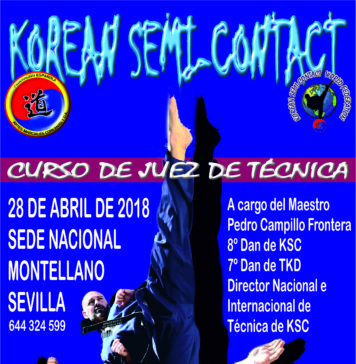 KOREAN SEMI-CONTACT
道
CURSO DE JUEZ DE TÉCNICA
28 DE ABRIL DE 2018
SEDE NACIONAL
MONTELLANO
SEVILLA
644 324 599
A cargo del Maestro
Pedro Campillo Frontera
8º Dan de KSC
7º Dan de TKD
Director Nacional e
Internacional de
Técnica de KSC